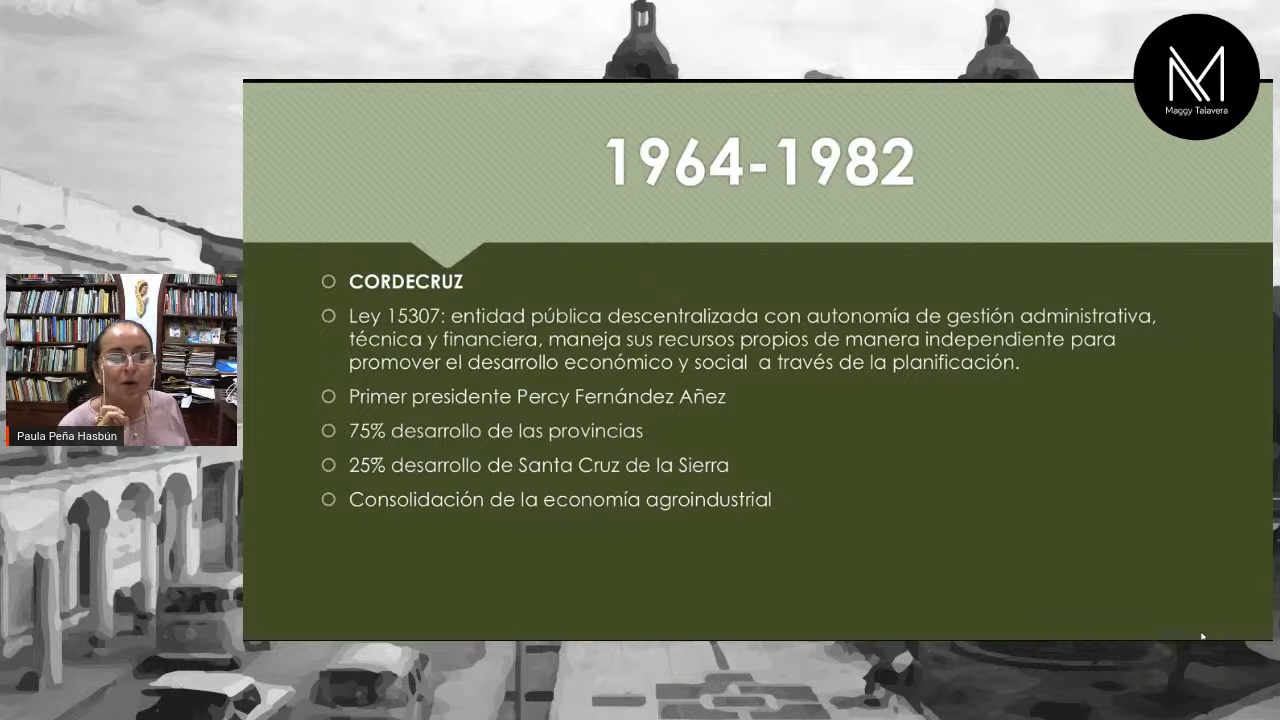 Maggy Talavera
1964-1982
CORDECRUZ
Ley 15307: entidad pública descentralizada con autonomía de gestión administrativa,
técnica y financiera, maneja sus recursos propios de manera independiente para
promover el desarrollo económico y social  a través de la planificación.
Primer presidente Percy Fernández Añez
75% desarrollo de las provincias
25% desarrollo de Santa Cruz de la Sierra
Consolidación de la economía agroindustrial
Paula Peña Hasbún